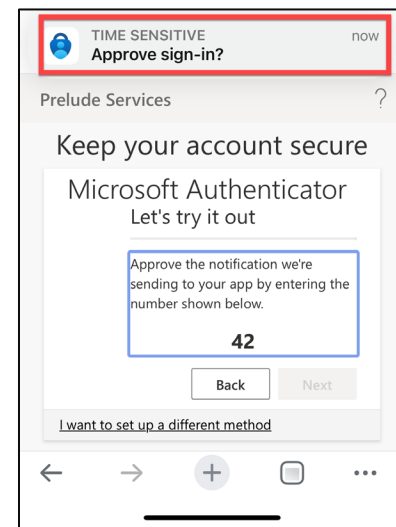 TIME SENSITIVE now
Approve sign-in?
Prelude Services ?
Keep your account secure
Microsoft Authenticator
Let's try it out
Approve the notification we're
sending to your app by entering the
number shown below.
42
Back Next
I want to set up a different method